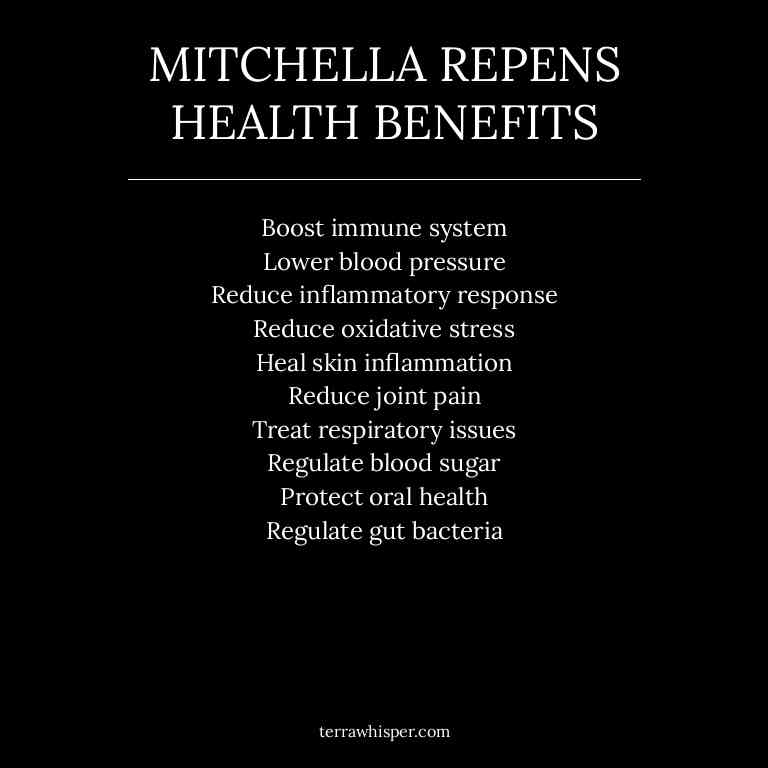 MITCHELLA REPENS
HEALTH BENEFITS
Boost immune system
Lower blood pressure
Reduce inflammatory response
Reduce oxidative stress
Heal skin inflammation
Reduce joint pain
Treat respiratory issues
Regulate blood sugar
Protect oral health
Regulate gut bacteria
terrawhisper.com